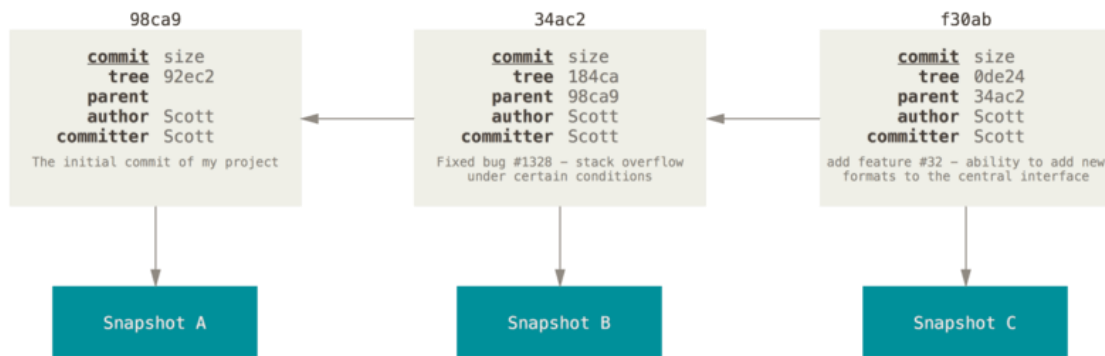 98ca9
commit size
tree 92ec2
parent
author Scott
committer Scott
The initial commit of my project
Snapshot A
34ac2
commit size
tree 184ca
parent 98ca9
author Scott
committer Scott
Fixed bug #1328 – stack overflow
under certain conditions
Snapshot B
f30ab
commit size
tree 0de24
parent 34ac2
author Scott
committer Scott
add feature #32 – ability to add new
formats to the central interface
Snapshot C